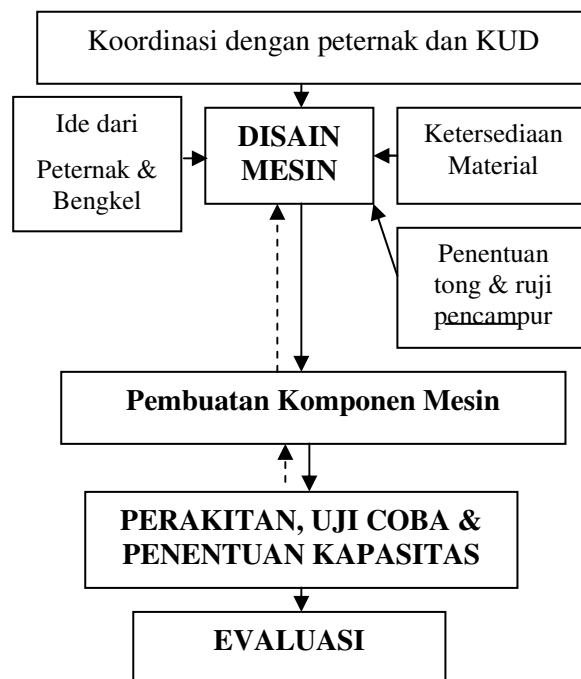 Koordinasi dengan peternak dan KUD
Ide dari
Peternak &
Bengkel
DISAIN
MESIN
Ketersediaan
Material
Penentuan
tong & ruji
pencampur
Pembuatan Komponen Mesin
PERAKITAN, UJI COBA &
PENENTUAN KAPASITAS
EVALUASI